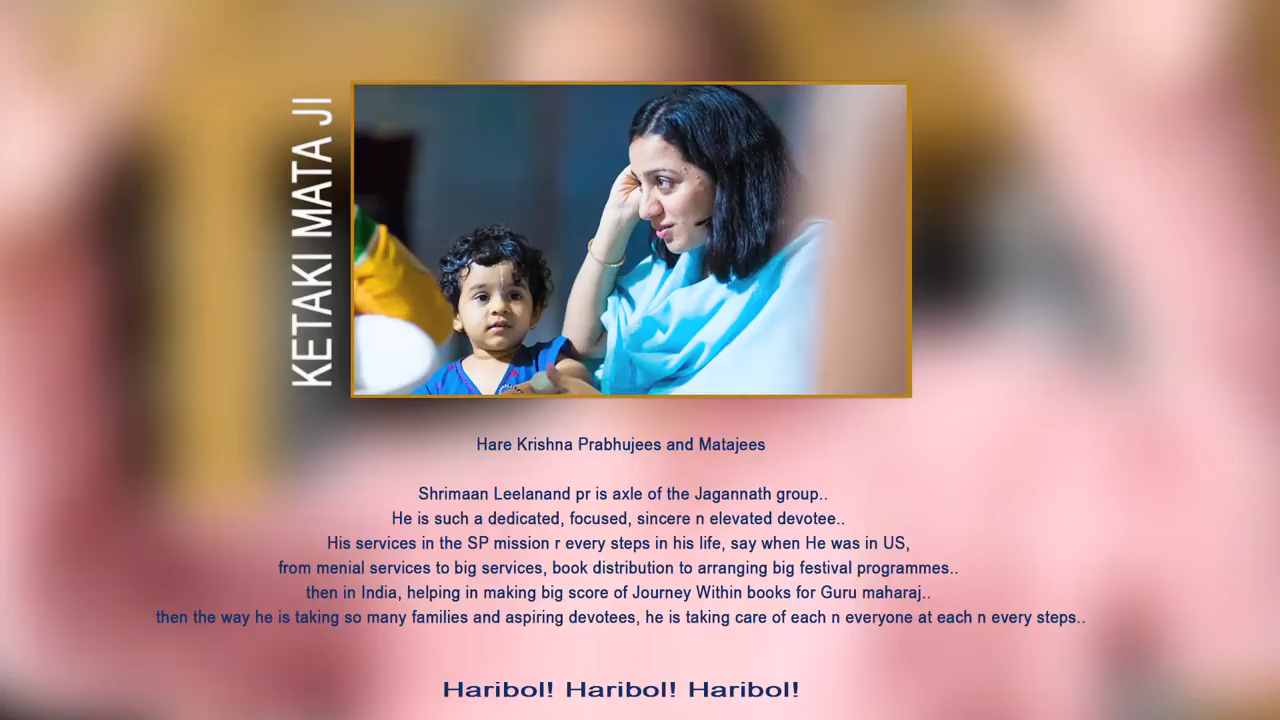 KETAKI MATA JI
Hare Krishna Prabhujees and Matajees
Shrimaan Leelanand pr is axle of the Jagannath group..
He is such a dedicated, focused, sincere n elevated devotee..
His services in the SP mission r every steps in his life, say when He was in US,
from menial services to big services, book distribution to arranging big festival programmes..
then in India, helping in making big score of Journey Within books for Guru maharaj..
then the way he is taking so many families and aspiring devotees, he is taking care of each n everyone at each n every steps..
Haribol! Haribol! Haribol!